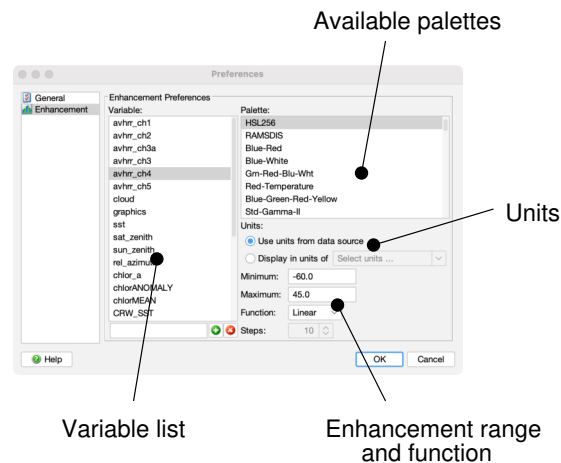 Available palettes
Preferences
General
Enhancement
Enhancement Preferences
Variable:
avhrr_ch1
avhrr_ch2
avhrr_ch3a
avhrr_ch3
avhrr_ch4
avhrr_ch5
cloud
graphics
sst
sat_zenith
sun_zenith
rel_azimuth
chlor_a
chlorANOMALY
chlorMEAN
CRW_SST
Palette:
HSL256
RAMSDIS
Blue-Red
Blue-White
Grn-Red-Blu-Wht
Red-Temperature
Blue-Green-Red-Yellow
Std-Gamma-II
Units:
Use units from data source
Display in units of Select units ...
Minimum: -60.0
Maximum: 45.0
Function: Linear
Steps: 10
Units
Help
OK Cancel
Variable list
Enhancement range
and function